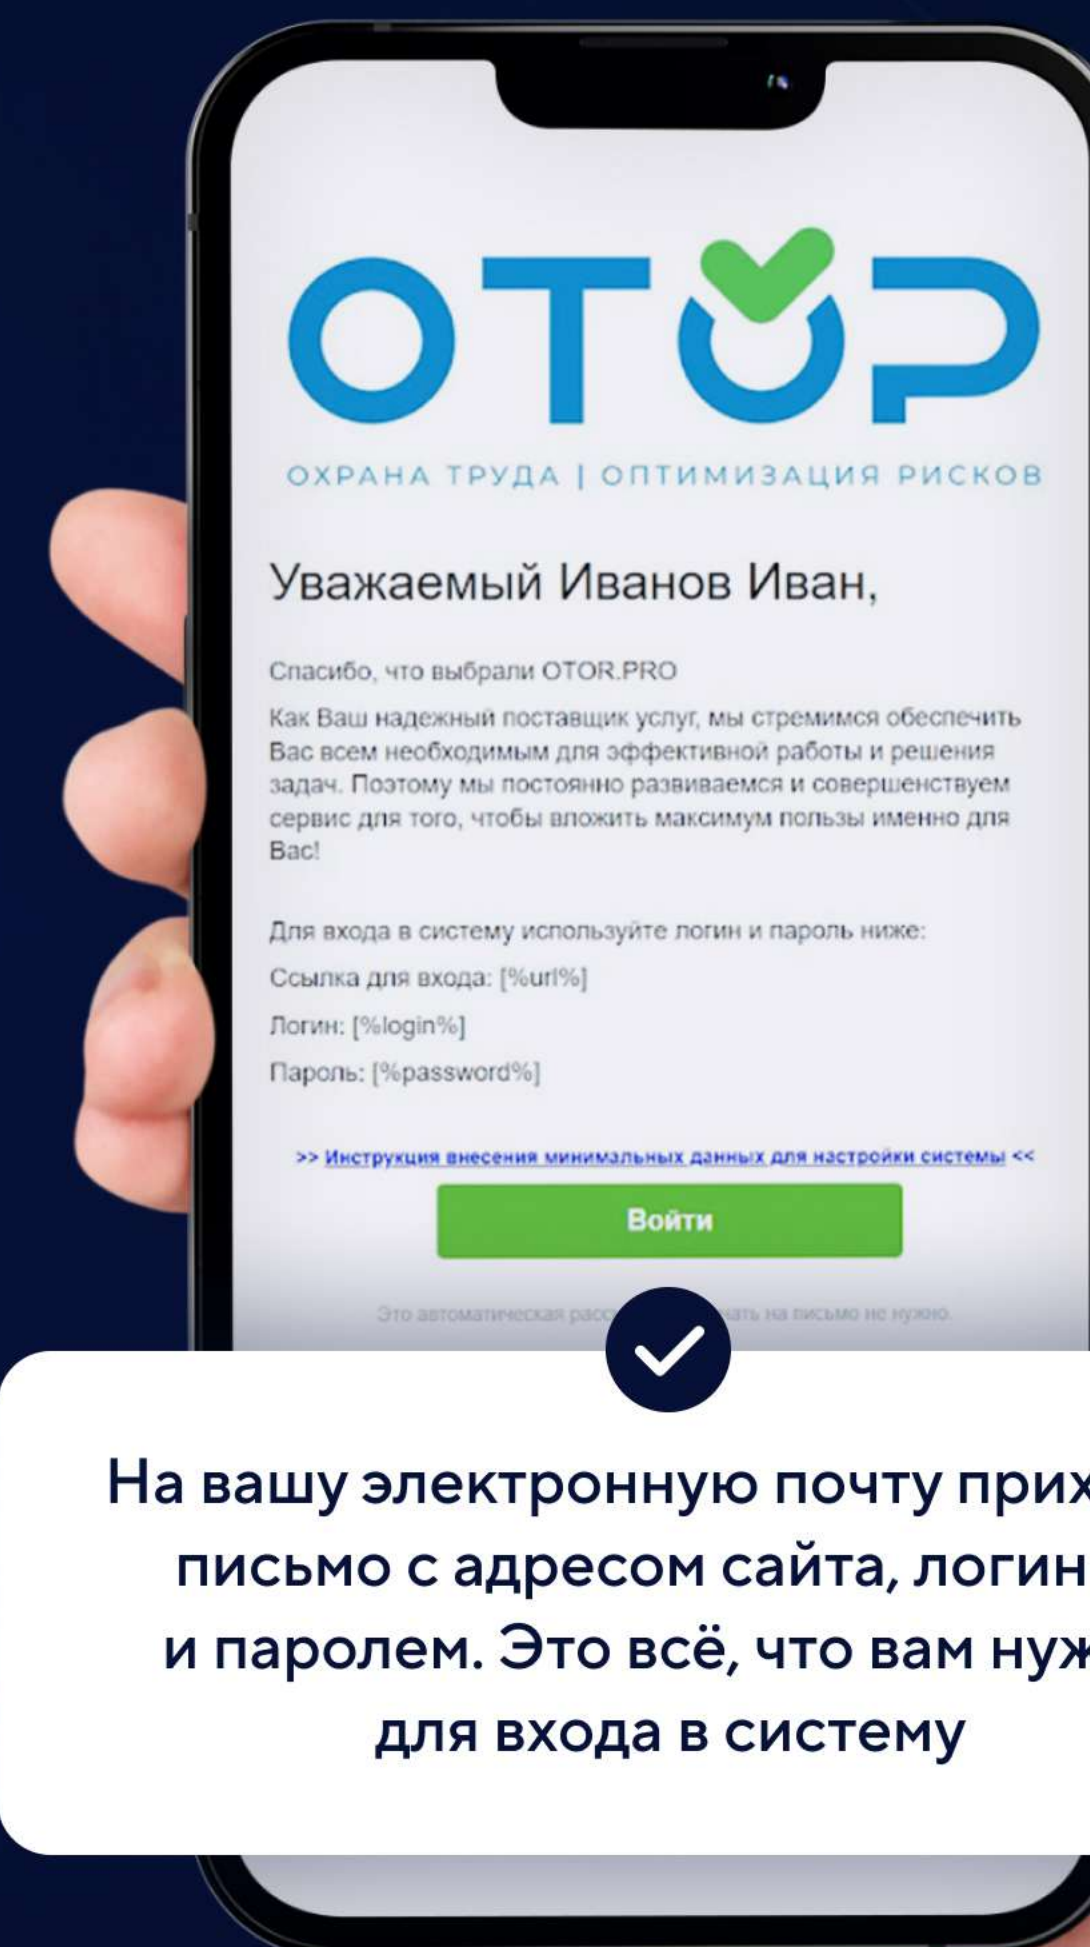 ОТОР
ОХРАНА ТРУДА | ОПТИМИЗАЦИЯ РИСКОВ
Уважаемый Иванов Иван,
Спасибо, что выбрали OTOR.PRO
Как Ваш надежный поставщик услуг, мы стремимся обеспечить
Вас всем необходимым для эффективной работы и решения
задач. Поэтому мы постоянно развиваемся и совершенствуем
сервис для того, чтобы вложить максимум пользы именно для
Вас!
Для входа в систему используйте логин и пароль ниже:
Ссылка для входа: [%url%]
Логин: [%login%]
Пароль: [%password%]
>> Инструкция внесения минимальных данных для настройки системы <<
Войти
Это автоматическая на письмо не нужно.
На вашу электронную почту
письмо с адресом сайта,
и паролем. Это всё, что вам
для входа в систему